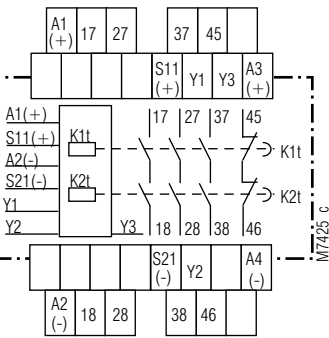 A1 (+) 17 27 37 45
S11 (+) Y1 Y3 A3 (+)
A1(+) 17 27 37 45
S11(+) K1t K1t
A2(-)
S21(-) K2t K2t
Y1
Y2 Y3 18 28 38 46
M7425 c
S21 (-) Y2 A4 (-)
A2 (-) 18 28 38 46